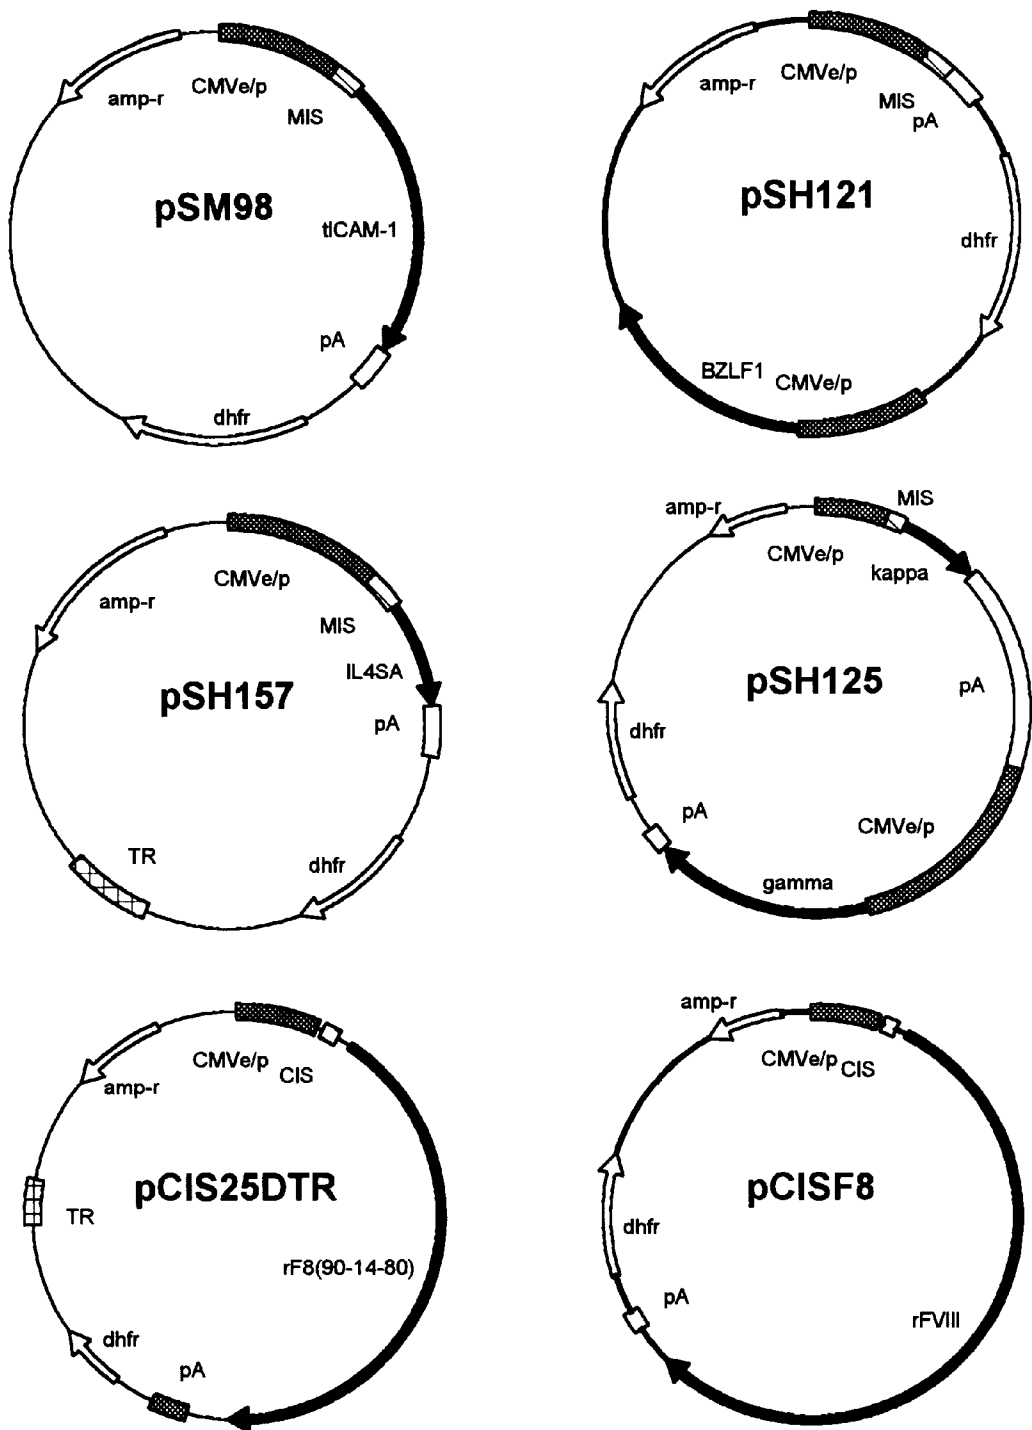 amp-r
CMVe/p
MIS
pSM98
tICAM-1
pA
dhfr
amp-r
CMVe/p
MIS
pA
pSH121
dhfr
BZLF1
CMVe/p
amp-r
CMVe/p
MIS
IL4SA
pSH157
pA
TR
dhfr
amp-r
MIS
CMVe/p
kappa
pSH125
pA
dhfr
pA
CMVe/p
gamma
amp-r
CMVe/p
CIS
pCIS25DTR
TR
rF8(90-14-80)
dhfr
pA
amp-r
CMVe/p
CIS
pCISF8
dhfr
pA
rFVIII